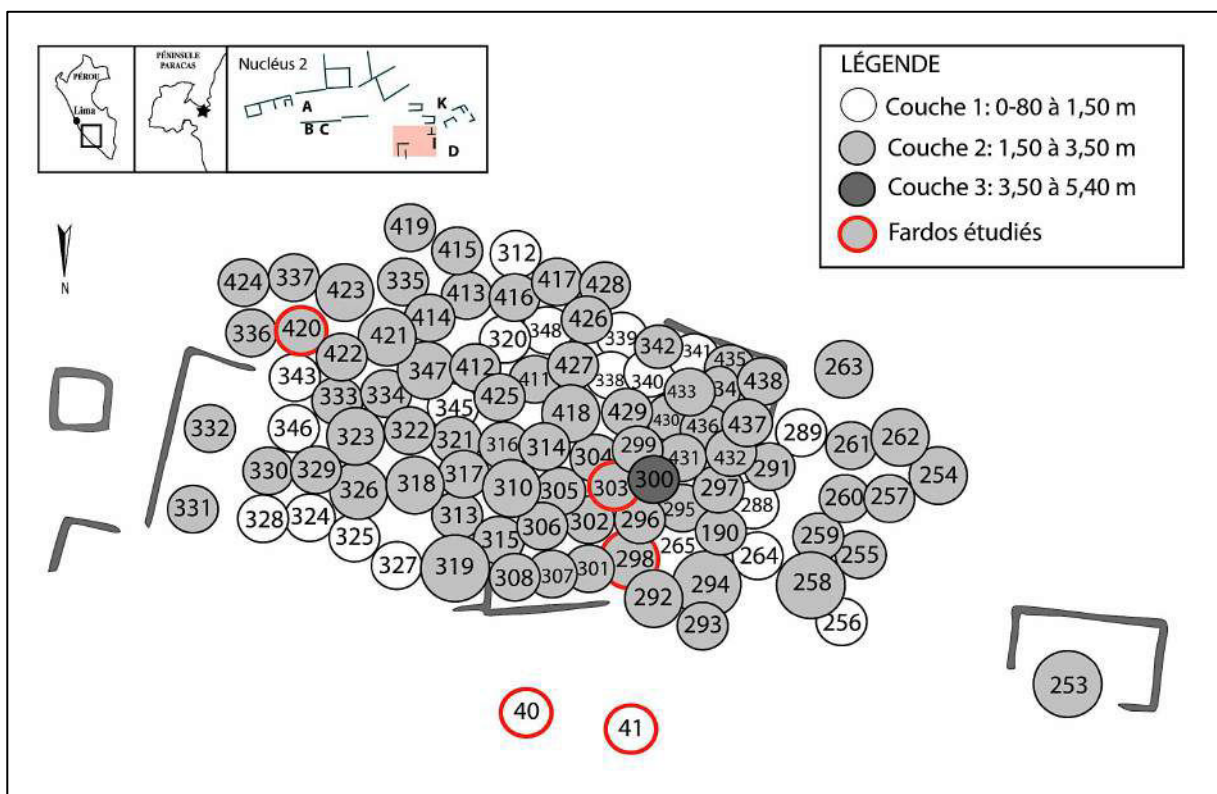 PÉROU
Lima
PÉNINSULE
PARACAS
Nucléus 2
A
B C
K
I
D
LÉGENDE
Couche 1: 0-80 à 1,50 m
Couche 2: 1,50 à 3,50 m
Couche 3: 3,50 à 5,40 m
Fardos étudiés
N
419
415 312
424 337 423 335 413 416 417 428
336 420 422 421 414 320 348 426 339 342 341 435
343 333 334 347 412 425 411 427 338 340 433 34 438 263
332 346 323 322 345 321 316 314 418 429 430 436 437 289 261 262
330 329 326 318 317 310 305 304 299 303 300 431 432 291 254
331 328 324 325 313 315 306 302 296 295 297 288 260 257
327 319 308 307 301 298 265 190 264 259 255
292 294 293 258 256
253
40 41